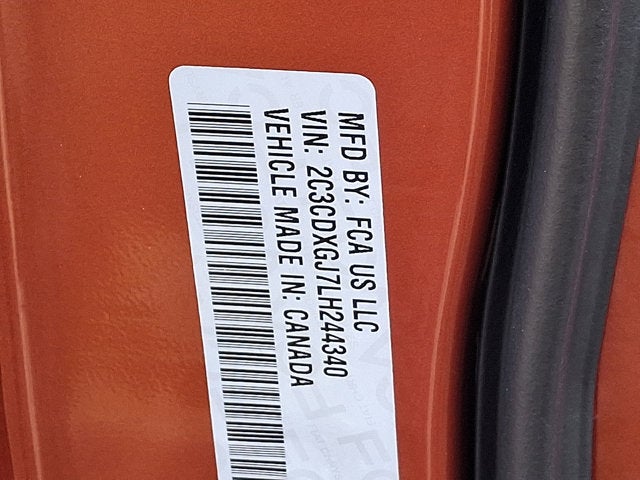 MFD BY: FCA US LLC
VIN: 2C3CDXGJ7LH244340
VEHICLE MADE IN: CANADA